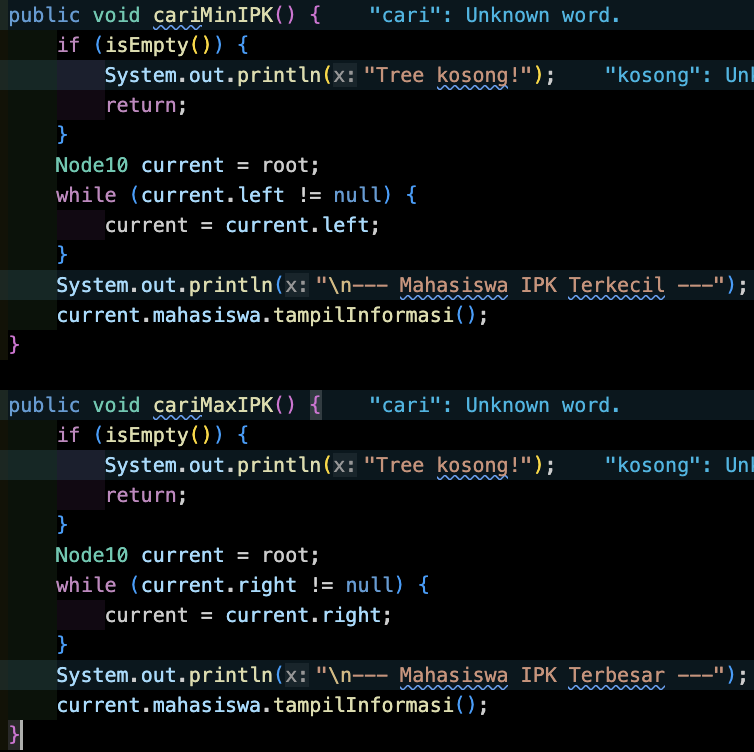 public void cariMinIPK() {    "cari": Unknown word.
    if (isEmpty()) {
        System.out.println(x: "Tree kosong!");    "kosong": Un
        return;
    }
    Node10 current = root;
    while (current.left != null) {
        current = current.left;
    }
    System.out.println(x: "\n--- Mahasiswa IPK Terkecil ---");
    current.mahasiswa.tampilInformasi();
}
public void cariMaxIPK() {    "cari": Unknown word.
    if (isEmpty()) {
        System.out.println(x: "Tree kosong!");    "kosong": Un
        return;
    }
    Node10 current = root;
    while (current.right != null) {
        current = current.right;
    }
    System.out.println(x: "\n--- Mahasiswa IPK Terbesar ---");
    current.mahasiswa.tampilInformasi();
}